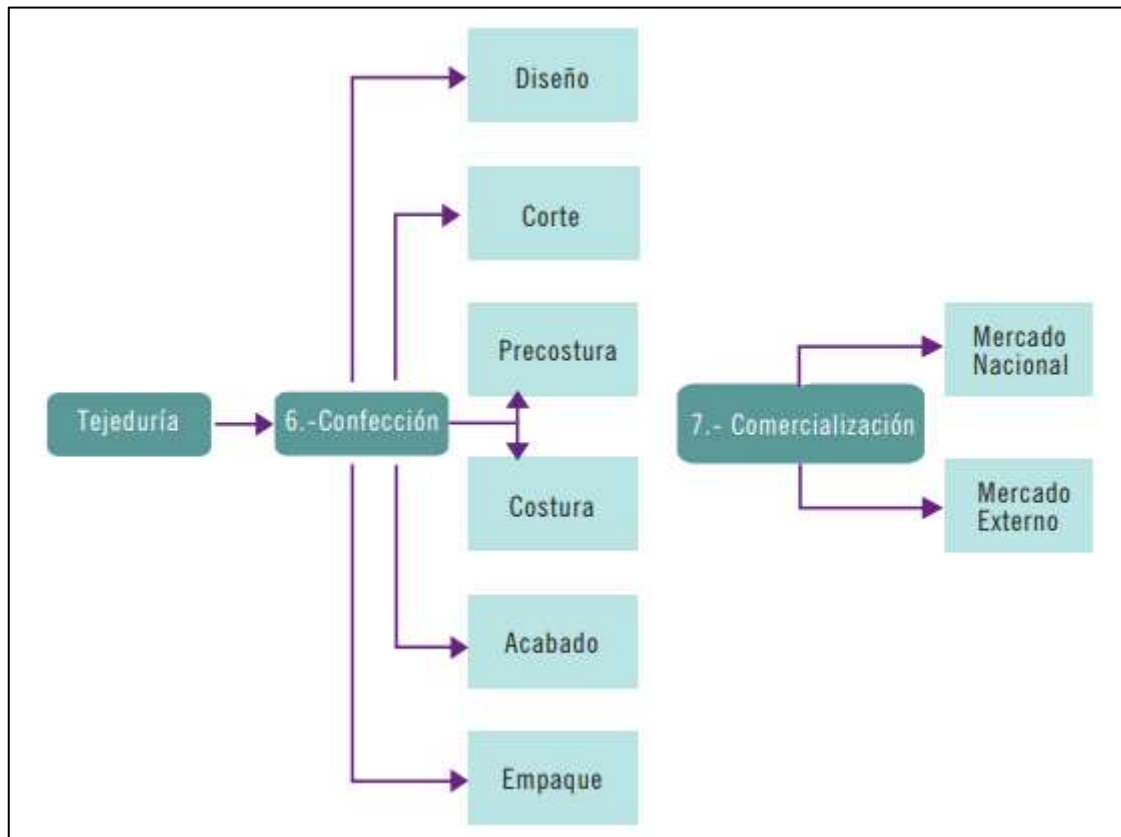 Diseño
Corte
Precostura
Tejeduría
6.-Confección
Costura
Acabado
Empaque
7.- Comercialización
Mercado
Nacional
Mercado
Externo